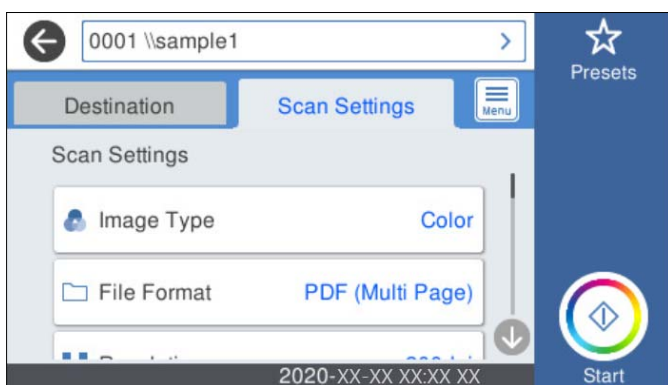 0001 \\sample1
Presets
Destination
Scan Settings
Menu
Scan Settings
Image Type
Color
File Format
PDF (Multi Page)
2020-XX-XX XX:XX XX
Start